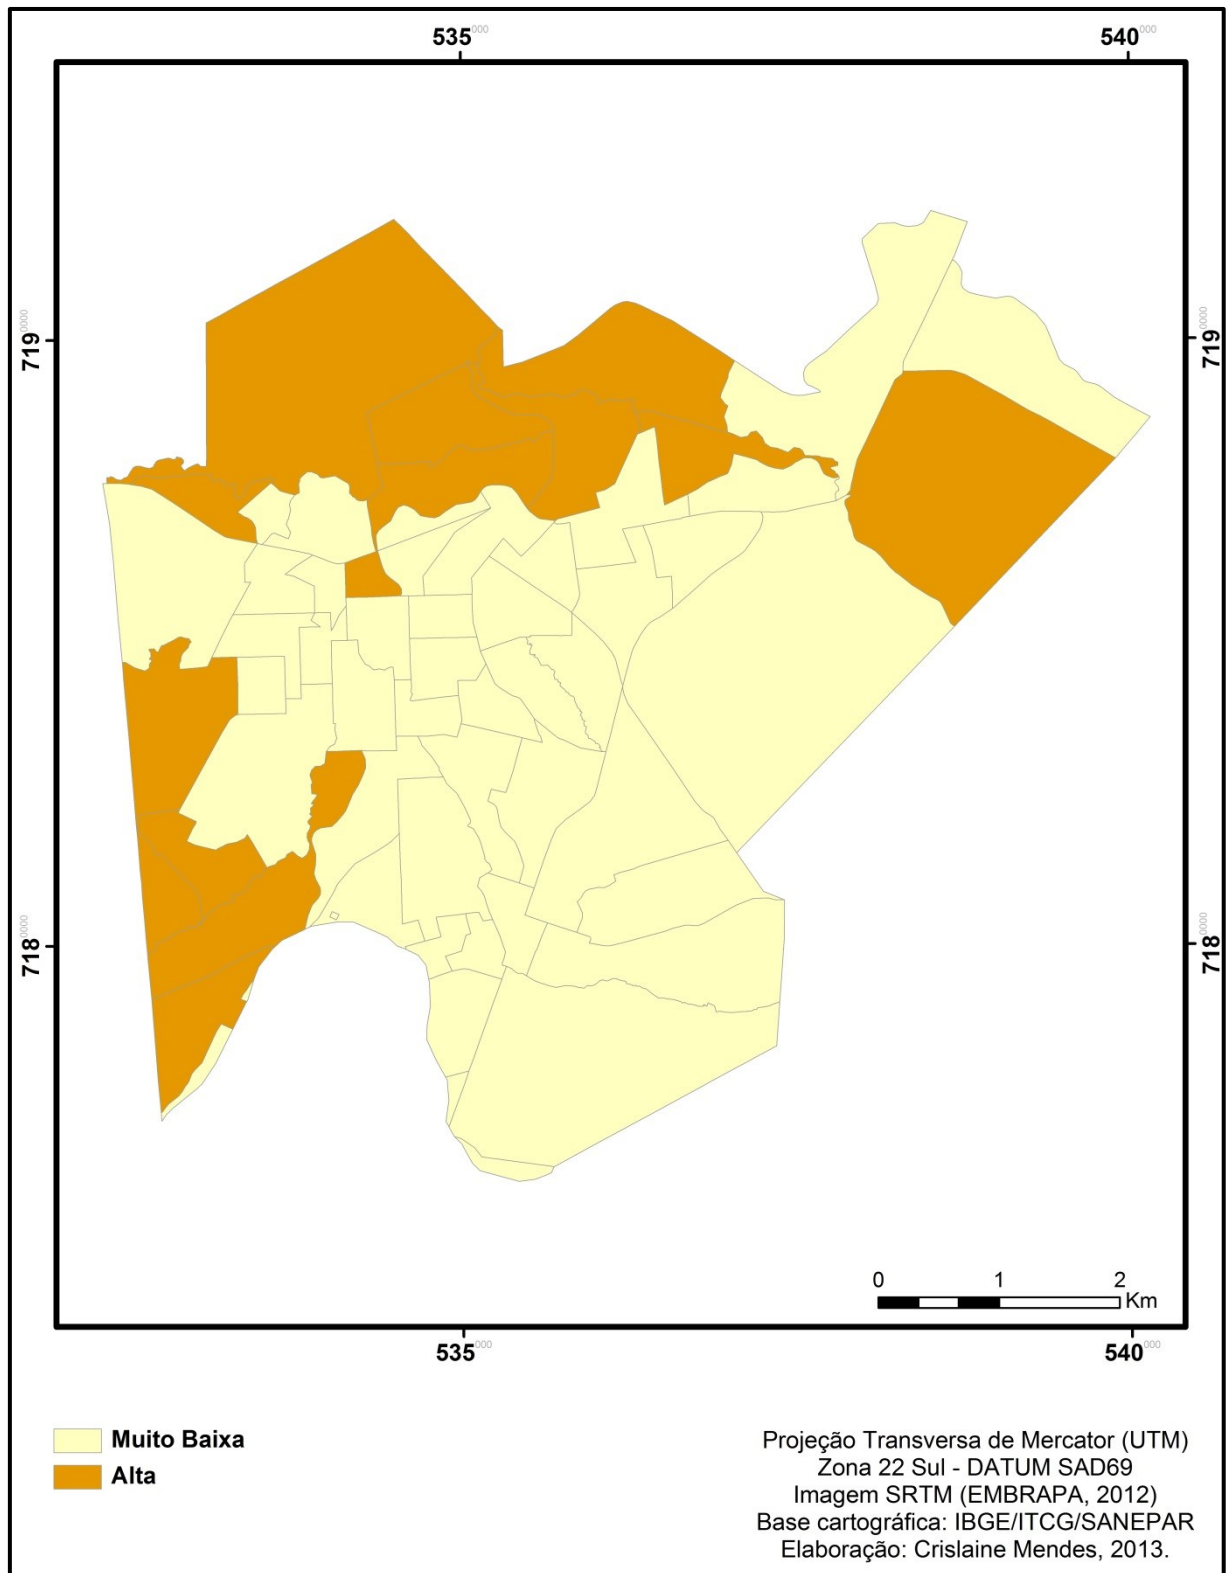 535000 540000
7190000 7190000
7180000 7180000
0 1 2
Km
535000 540000
Muito Baixa
Alta
Projeção Transversa de Mercator (UTM)
Zona 22 Sul - DATUM SAD69
Imagem SRTM (EMBRAPA, 2012)
Base cartográfica: IBGE/ITCG/SANEPAR
Elaboração: Crislaine Mendes, 2013.